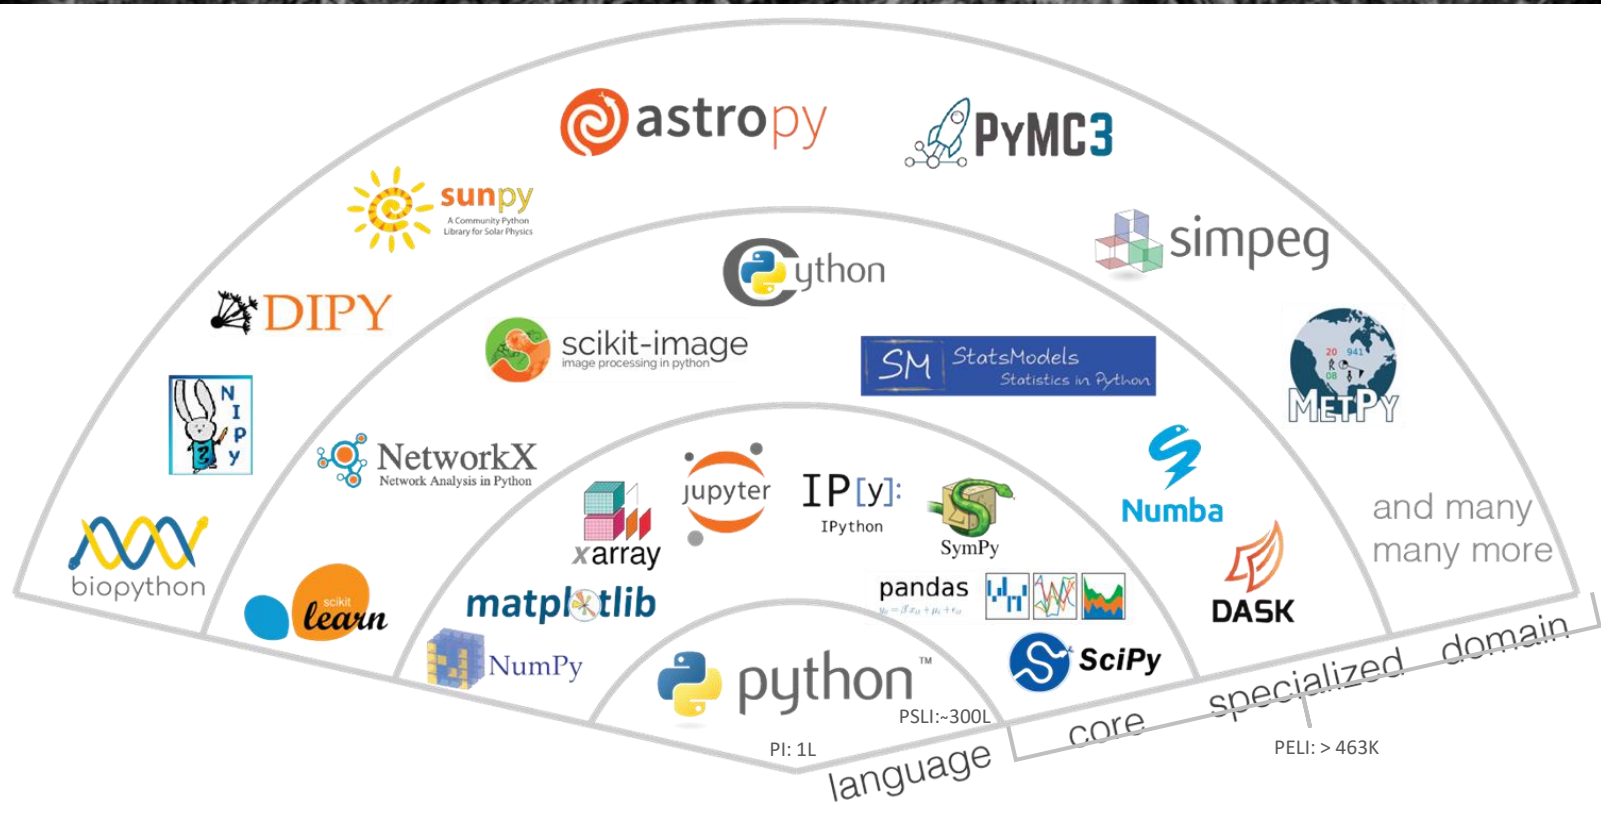 astropy
PyMC3
sunpy
A Community Python
Library for Solar Physics
simpeg
Cython
DIPY
scikit-image
image processing in python
SM StatsModels
Statistics in Python
20 941
08
METPY
N
I
P
y
NetworkX
Network Analysis in Python
jupyter
IP[y]:
IPython
xarray
SymPy
Numba
and many
many more
biopython
scikit
learn
matplotlib
pandas
DASK
NumPy
python™
SciPy
PSLI:~300L
PI: 1L
language
core
specialized
domain
PELI: > 463K